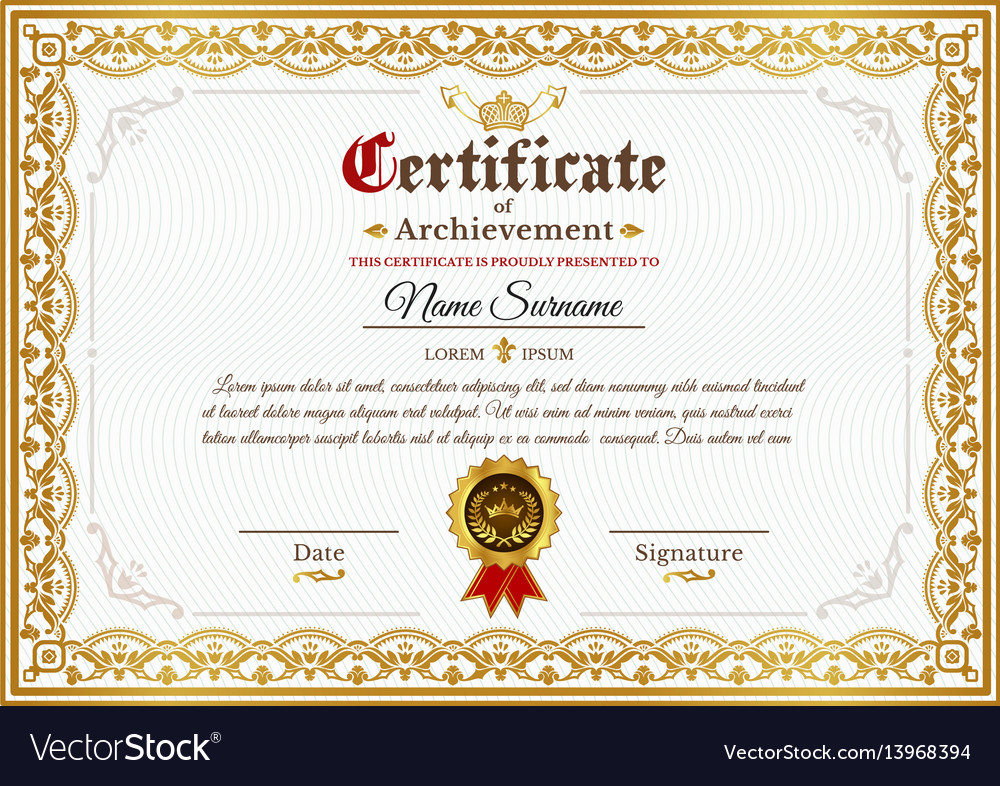 Certificate
of
Archievement
THIS CERTIFICATE IS PROUDLY PRESENTED TO
Name Surname
LOREM IPSUM
Lorem ipsum dolor sit amet, consectetuer adipiscing elit, sed diam nonummy nibh euismod tincidunt
ut laoreet dolore magna aliquam erat volutpat. Ut wisi enim ad minim veniam, quis nostrud exerci
tation ullamcorper suscipit lobortis nisl ut aliquip ex ea commodo consequat. Duis autem vel eum
Date
Signature
VectorStock®
VectorStock.com/13968394